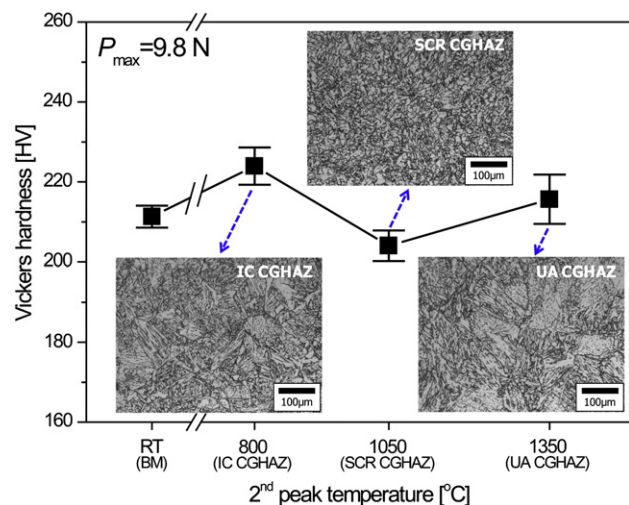 260
240
220
200
180
160
Vickers hardness [HV]
P max =9.8 N
SCR CGHAZ
100µm
IC CGHAZ
100µm
UA CGHAZ
100µm
RT
(BM)
800
(IC CGHAZ)
1050
(SCR CGHAZ)
1350
(UA CGHAZ)
2nd peak temperature [°C]